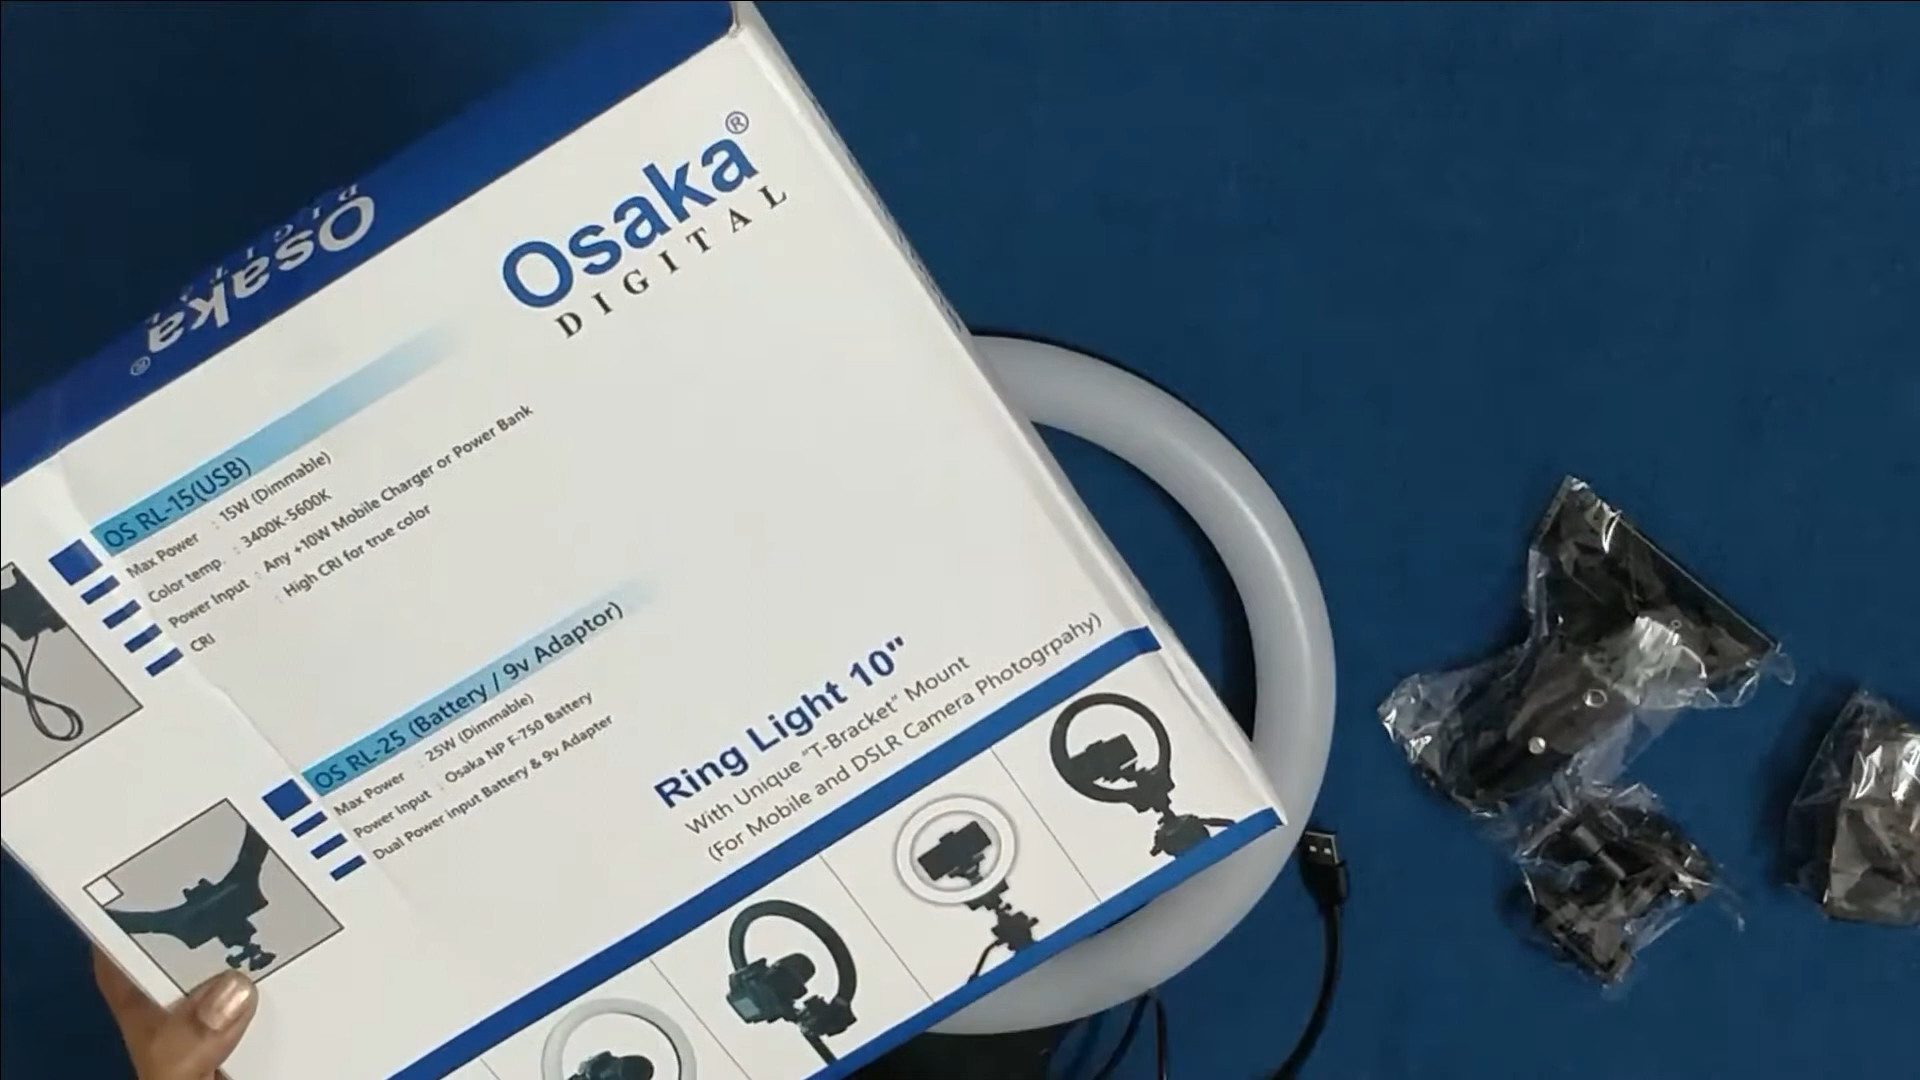 Osaka®
DIGITAL
Osaka®
DIGITAL
OS RL-15(USB)
Max Power : 15W (Dimmable)
Color temp. : 3400K-5600K
Power Input : Any +10W Mobile Charger or Power Bank
CRI : High CRI for true color
OS RL-25 (Battery / 9v Adaptor)
Max Power : 25W (Dimmable)
Power Input : Osaka NP F-750 Battery
Dual Power input Battery & 9v Adapter
Ring Light 10"
With Unique "T-Bracket" Mount
(For Mobile and DSLR Camera Photogrpahy)